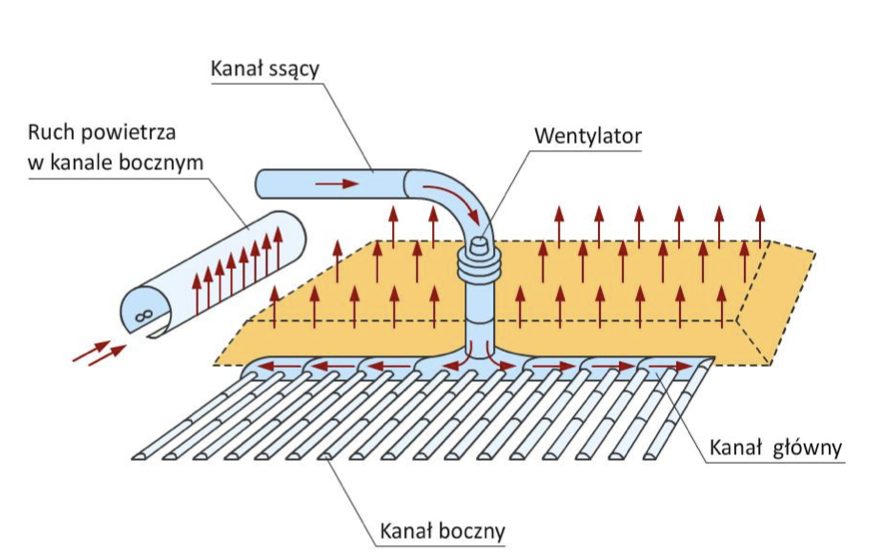 Kanał ssący
Ruch powietrza
w kanale bocznym
Wentylator
Kanał główny
Kanał boczny